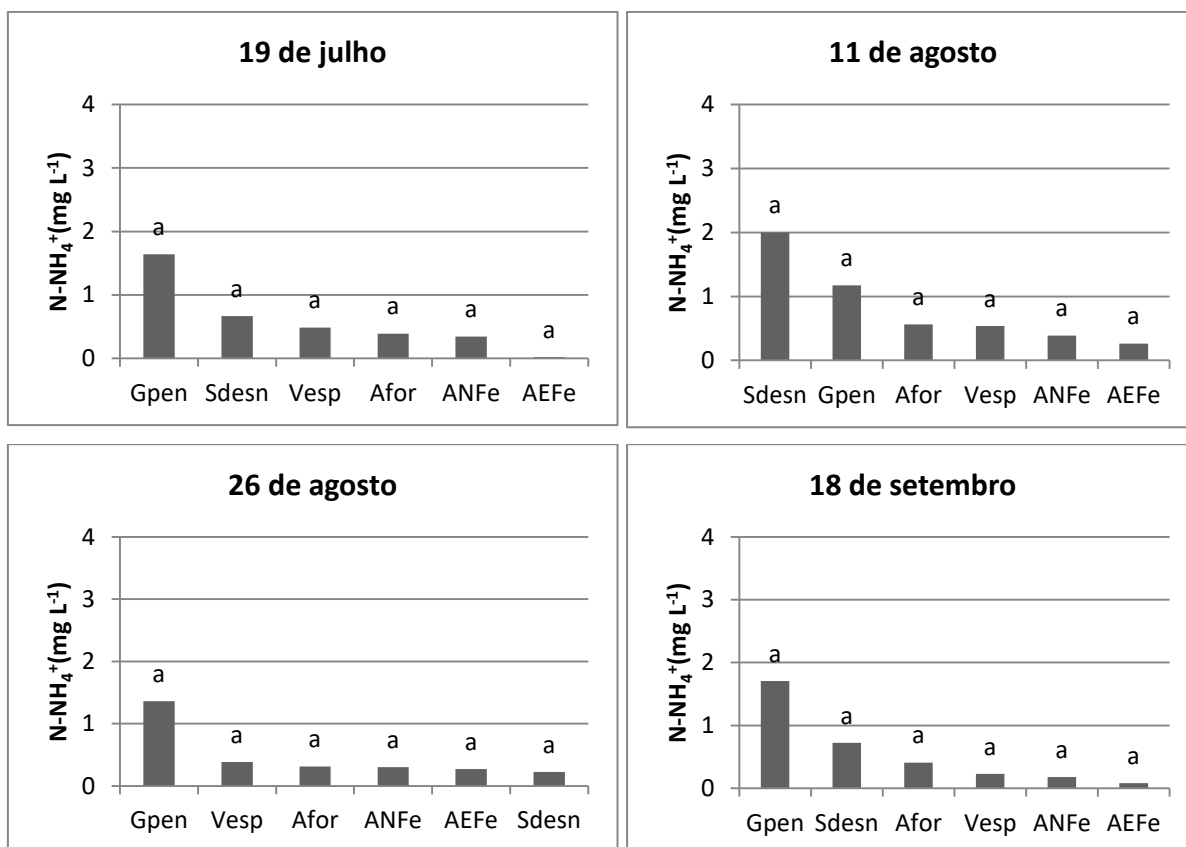 19 de julho
N-NH₄⁺(mg L⁻¹)
4
3
2
1
0
a a a a a a
Gpen Sdesn Vesp Afor ANFe AEFe
11 de agosto
N-NH₄⁺(mg L⁻¹)
4
3
2
1
0
a a a a a a
Sdesn Gpen Afor Vesp ANFe AEFe
26 de agosto
N-NH₄⁺(mg L⁻¹)
4
3
2
1
0
a a a a a a
Gpen Vesp Afor ANFe AEFe Sdesn
18 de setembro
N-NH₄⁺(mg L⁻¹)
4
3
2
1
0
a a a a a a
Gpen Sdesn Afor Vesp ANFe AEFe